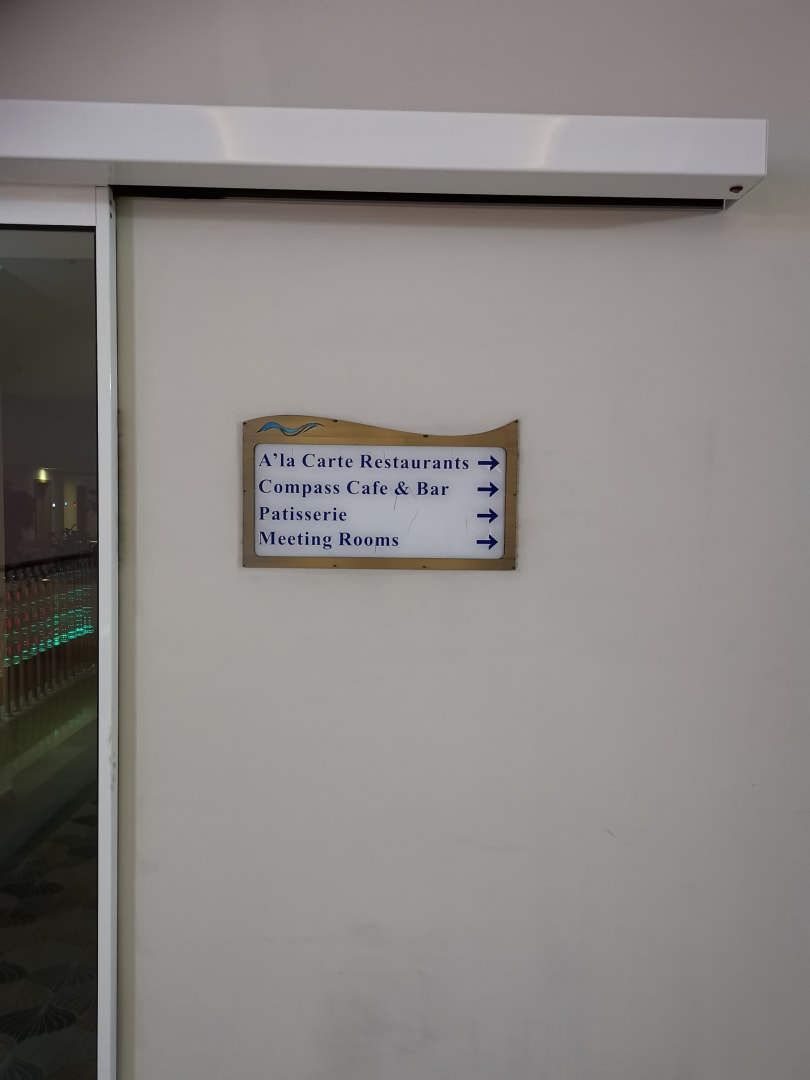 A'la Carte Restaurants →
Compass Cafe & Bar →
Patisserie →
Meeting Rooms →